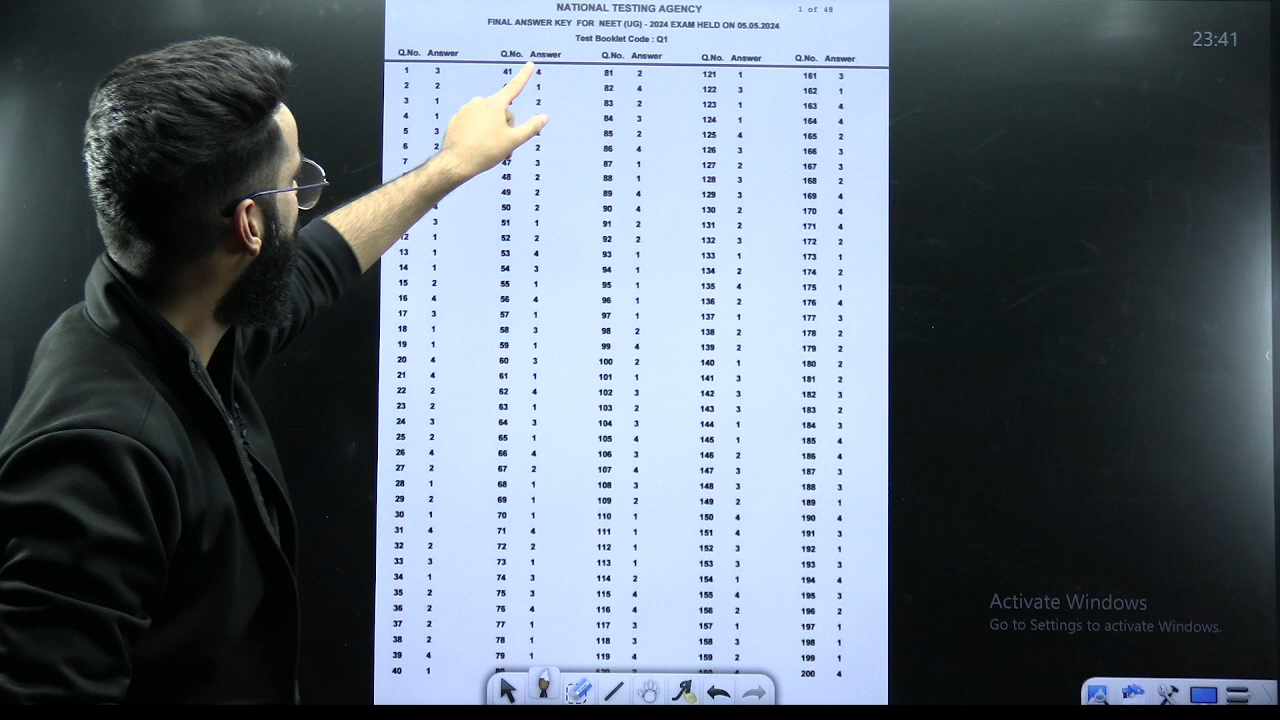 NATIONAL TESTING AGENCY
1 of 48
FINAL ANSWER KEY FOR NEET (UG) - 2024 EXAM HELD ON 05.05.2024
Test Booklet Code : Q1
23:41
Q.No. Answer Q.No. Answer Q.No. Answer Q.No. Answer Q.No. Answer
1 3 41 4 81 2 121 1 161 3
2 2 1 82 4 122 3 162 1
3 1 2 83 2 123 1 163 4
4 1 84 3 124 1 164 4
5 3 85 2 125 4 165 2
6 2 2 86 4 126 3 166 3
7 47 3 87 1 127 2 167 3
48 2 88 1 128 3 168 2
49 2 89 4 129 3 169 4
4 50 2 90 4 130 2 170 4
3 51 1 91 2 131 2 171 4
12 1 52 2 92 2 132 3 172 2
13 1 53 4 93 1 133 1 173 1
14 1 54 3 94 1 134 2 174 2
15 2 55 1 95 1 135 4 175 1
16 4 56 4 96 1 136 2 176 4
17 3 57 1 97 1 137 1 177 3
18 1 58 3 98 2 138 2 178 2
19 1 59 1 99 4 139 2 179 2
20 4 60 3 100 2 140 1 180 2
21 4 61 1 101 1 141 3 181 2
22 2 62 4 102 3 142 3 182 3
23 2 63 1 103 2 143 3 183 2
24 3 64 3 104 3 144 1 184 3
25 2 65 1 105 4 145 1 185 4
26 4 66 4 106 3 146 2 186 4
27 2 67 2 107 4 147 3 187 3
28 1 68 1 108 3 148 3 188 3
29 2 69 1 109 2 149 2 189 1
30 1 70 1 110 1 150 4 190 4
31 4 71 4 111 1 151 4 191 3
32 2 72 2 112 1 152 3 192 1
33 3 73 1 113 1 153 3 193 3
34 1 74 3 114 2 154 1 194 4
35 2 75 3 115 4 155 4 195 3
36 2 76 4 116 4 156 2 196 2
37 2 77 1 117 3 157 1 197 1
38 2 78 1 118 3 158 3 198 1
39 4 79 1 119 4 159 2 199 1
40 1 200 4
Activate Windows
Go to Settings to activate Windows.